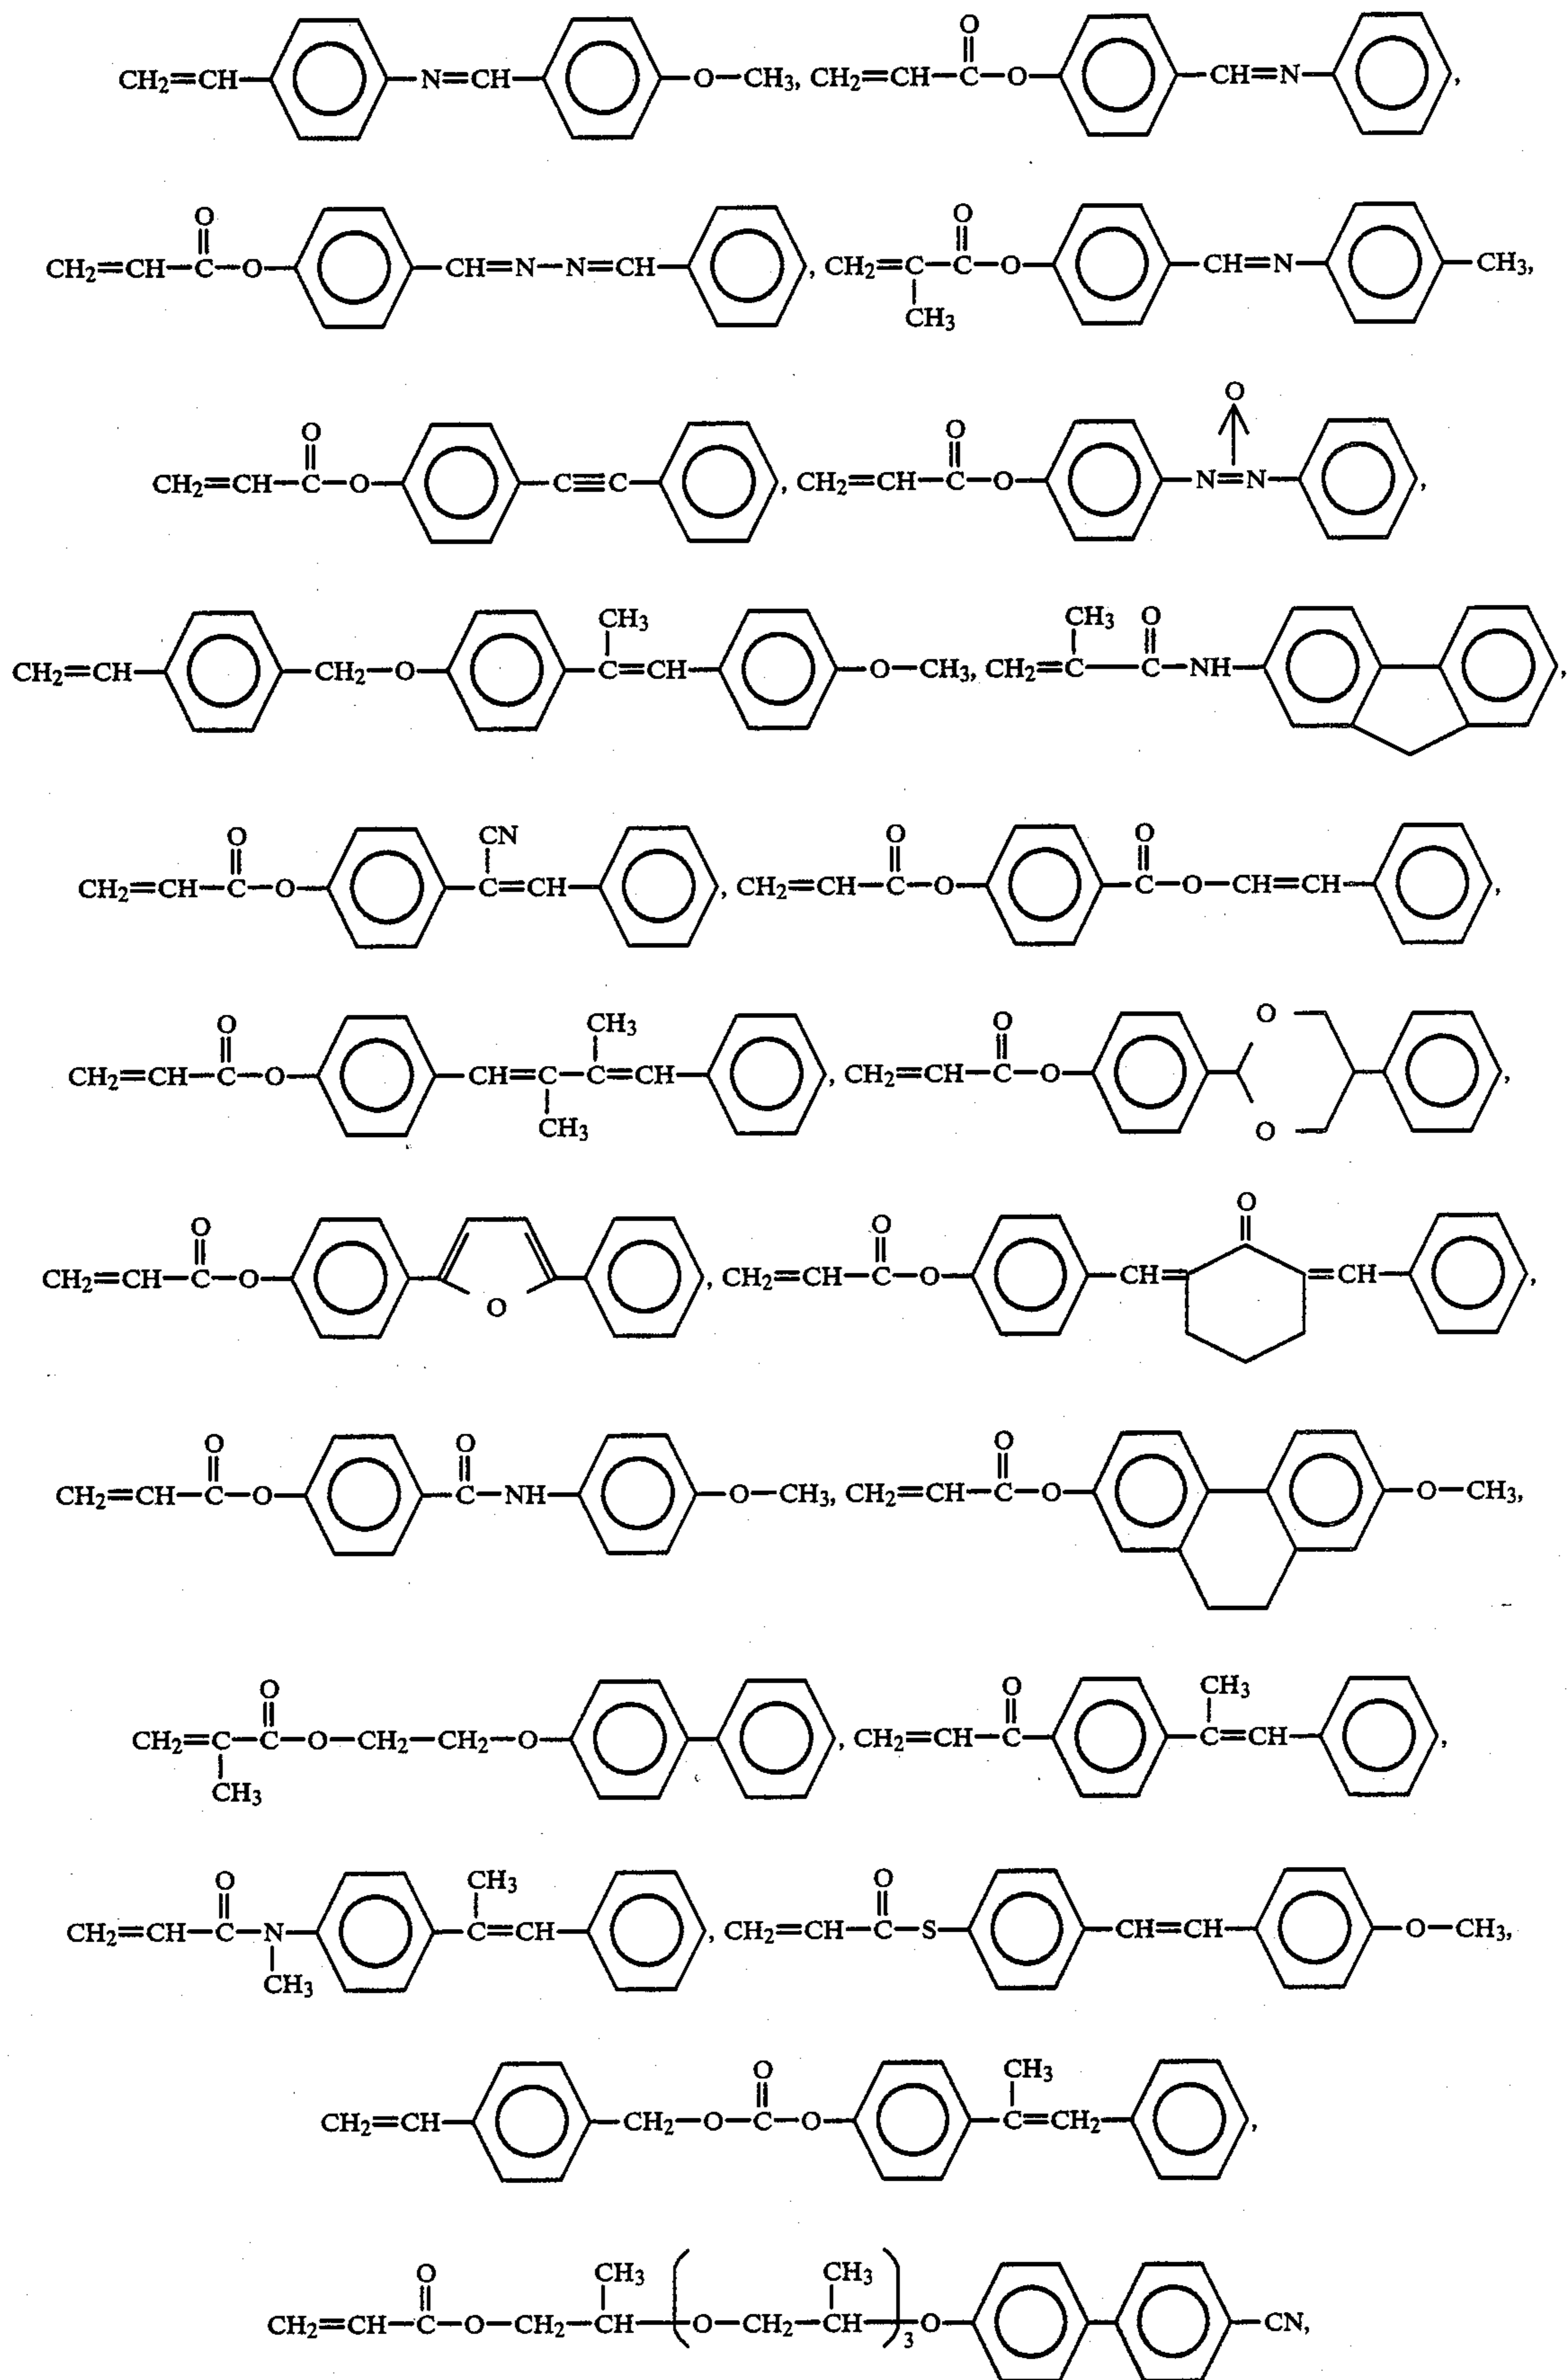 O
CH2=CH N=CH O—CH3, CH2=CH—C—O CH=N ,
O O
CH2=CH—C—O CH=N—N=CH , CH2=C—C—O CH=N CH3,
CH3
O
O O
CH2=CH—C—O C≡C , CH2=CH—C—O N=N ,
CH3 CH3 O
CH2=CH CH2—O C=CH O—CH3, CH2=C C—NH ,
O CN O O
CH2=CH—C—O C=CH , CH2=CH—C—O C—O—CH=CH ,
O CH3 O O
CH2=CH—C—O CH=C—C=CH , CH2=CH—C—O ,
CH3 O
O O O
CH2=CH—C—O O , CH2=CH—C—O CH= =CH ,
O O O
CH2=CH—C—O C—NH O—CH3, CH2=CH—C—O O—CH3,
O O CH3
CH2=C—C—O—CH2—CH2—O , CH2=CH—C C=CH ,
CH3
O CH3 O
CH2=CH—C—N C=CH , CH2=CH—C—S CH=CH O—CH3,
CH3
O CH3
CH2=CH CH2—O—C—O C=CH2 ,
O CH3 CH3
CH2=CH—C—O—CH2—CH—(O—CH2—CH)3 O CN,